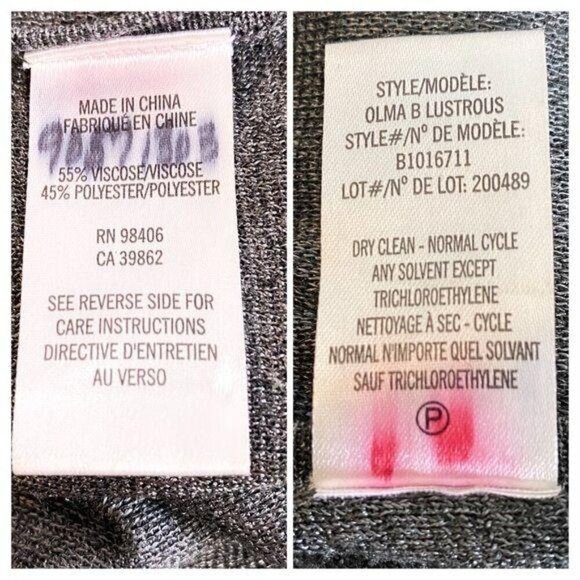 MADE IN CHINA
FABRIQUÉ EN CHINE
55% VISCOSE/VISCOSE
45% POLYESTER/POLYESTER
RN 98406
CA 39862
SEE REVERSE SIDE FOR
CARE INSTRUCTIONS
DIRECTIVE D'ENTRETIEN
AU VERSO
STYLE/MODÈLE:
OLMA B LUSTROUS
STYLE#/N° DE MODÈLE:
B1016711
LOT#/N° DE LOT: 200489
DRY CLEAN - NORMAL CYCLE
ANY SOLVENT EXCEPT
TRICHLOROETHYLENE
NETTOYAGE À SEC - CYCLE
NORMAL N'IMPORTE QUEL SOLVANT
SAUF TRICHLOROETHYLENE
P